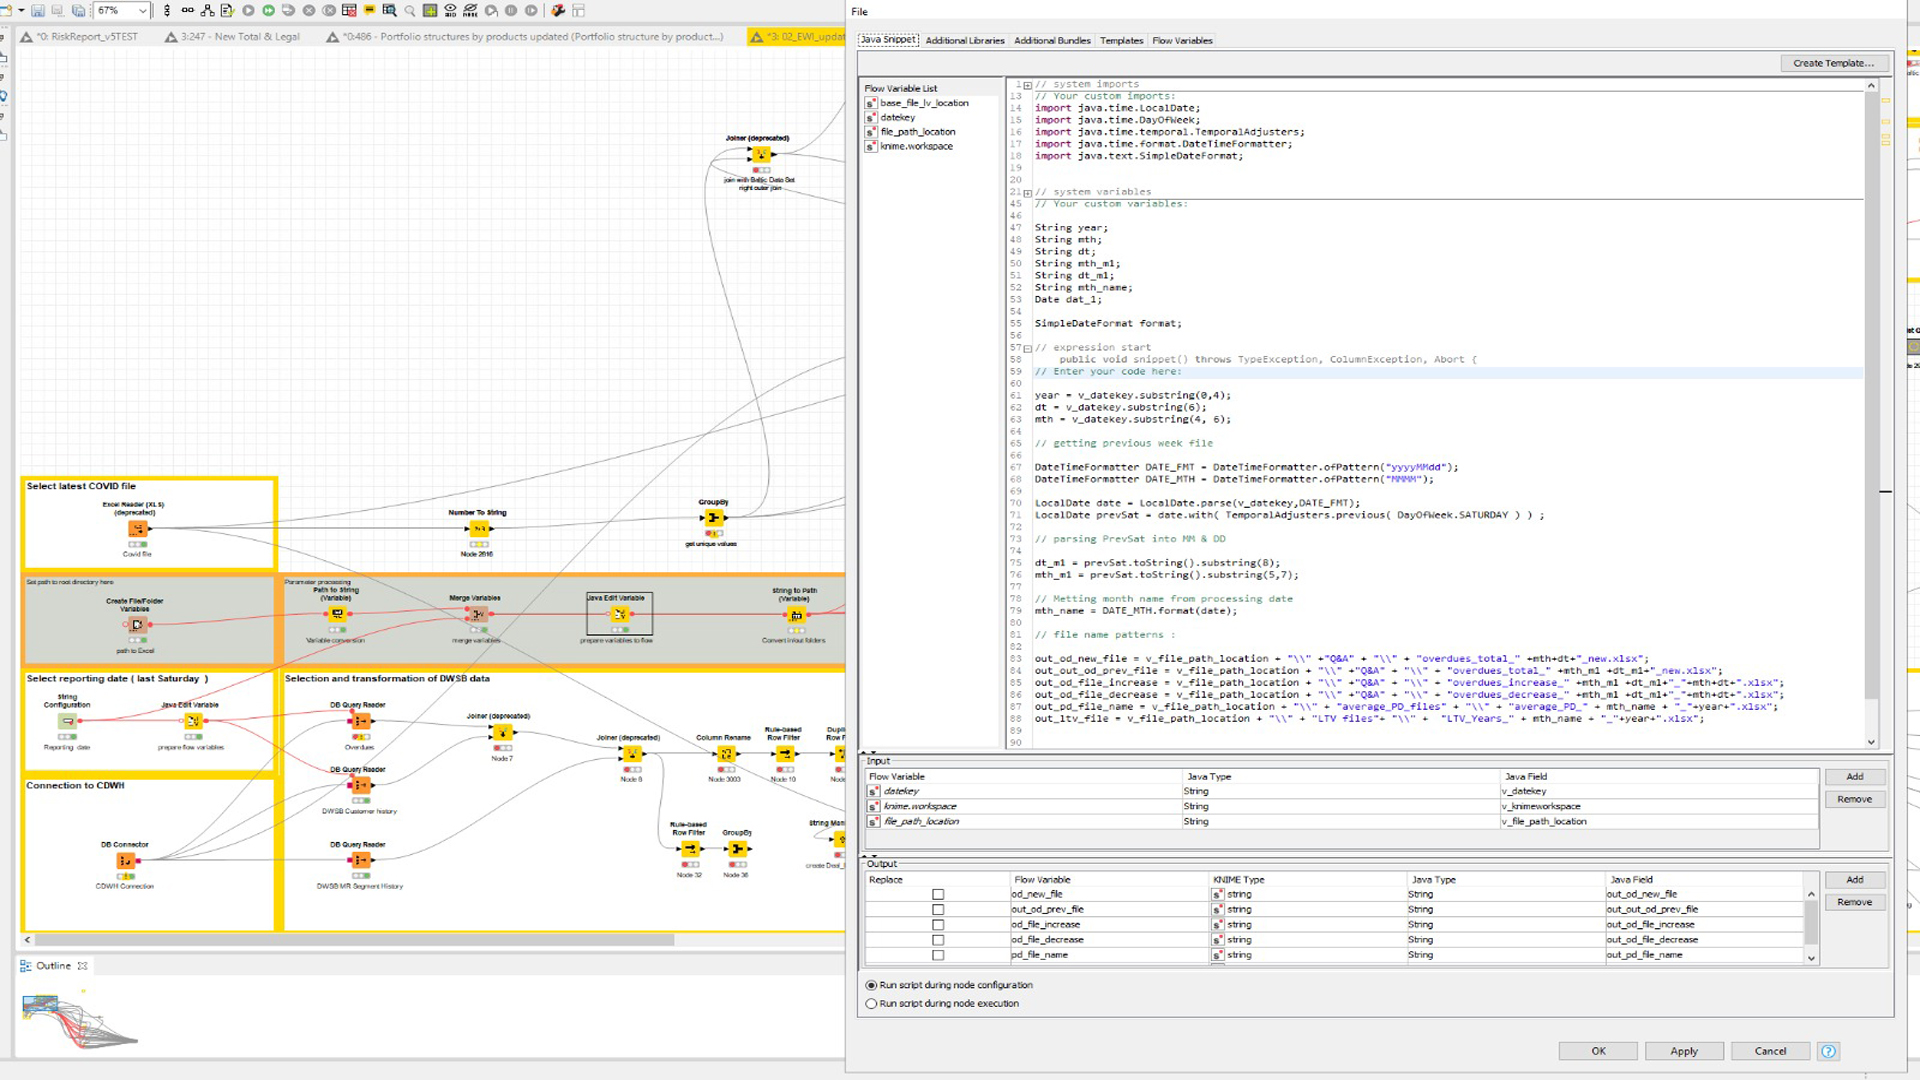 67%
*0: RiskReport_v5TEST
3:247 - New Total & Legal
*0:486 - Portfolio structures by products updated (Portfolio structure by product...)
*3: 02_EWI_updat
Joiner (deprecated)
join with Baltic Data Set
right outer join
Select latest COVID file
Excel Reader (XLS)
(deprecated)
Covid file
Number To String
Node 2816
GroupBy
get unique values
Set path to root directory here
Create File/Folder
Variables
path to Excel
Parameter processing
Path to String
(Variable)
Variable conversion
Merge Variables
merge variables
Java Edit Variable
prepare variables to flow
String to Path
(Variable)
Convert in/out folders
Select reporting date ( last Saturday )
String
Configuration
Reporting date
Java Edit Variable
prepare flow variables
Selection and transformation of DWSB data
DB Query Reader
Overdues
DB Query Reader
DWSB Customer history
DB Query Reader
DWSB MR Segment History
Joiner (deprecated)
Node 7
Joiner (deprecated)
Node 8
Column Rename
Node 3003
Rule-based
Row Filter
Node 10
Rule-based
Row Filter
Node 32
GroupBy
Node 36
Connection to CDWH
DB Connector
CDWH Connection
Outline
File
Java Snippet
Additional Libraries
Additional Bundles
Templates
Flow Variables
Create Template...
Flow Variable List
base_file_lv_location
datekey
file_path_location
knime.workspace
1 // system imports
13 // Your custom imports:
14 import java.time.LocalDate;
15 import java.time.DayOfWeek;
16 import java.time.temporal.TemporalAdjusters;
17 import java.time.format.DateTimeFormatter;
18 import java.text.SimpleDateFormat;
19
20
21 // system variables
45 // Your custom variables:
46
47 String year;
48 String mth;
49 String dt;
50 String mth_m1;
51 String dt_m1;
52 String mth_name;
53 Date dat_1;
54
55 SimpleDateFormat format;
56
57 // expression start
58 public void snippet() throws TypeException, ColumnException, Abort {
59 // Enter your code here:
60
61 year = v_datekey.substring(0,4);
62 dt = v_datekey.substring(6);
63 mth = v_datekey.substring(4, 6);
64
65 // getting previous week file
66
67 DateTimeFormatter DATE_FMT = DateTimeFormatter.ofPattern("yyyyMMdd");
68 DateTimeFormatter DATE_MTH = DateTimeFormatter.ofPattern("MMMM");
69
70 LocalDate date = LocalDate.parse(v_datekey,DATE_FMT);
71 LocalDate prevSat = date.with( TemporalAdjusters.previous( DayOfWeek.SATURDAY ) ) ;
72
73 // parsing PrevSat into MM & DD
74
75 dt_m1 = prevSat.toString().substring(8);
76 mth_m1 = prevSat.toString().substring(5,7);
77
78 // Metting month name from processing date
79 mth_name = DATE_MTH.format(date);
80
81 // file name patterns :
82
83 out_od_new_file = v_file_path_location + "\\" +"Q&A" + "\\" + "overdues_total_" +mth+dt+"_new.xlsx";
84 out_out_od_prev_file = v_file_path_location + "\\" +"Q&A" + "\\" + "overdues_total_" +mth_m1 +dt_m1+"_new.xlsx";
85 out_od_file_increase = v_file_path_location + "\\" +"Q&A" + "\\" + "overdues_increase_" +mth_m1 +dt_m1+"_"+mth+dt+".xlsx";
86 out_od_file_decrease = v_file_path_location + "\\" +"Q&A" + "\\" + "overdues_decrease_" +mth_m1 +dt_m1+"_"+mth+dt+".xlsx";
87 out_pd_file_name = v_file_path_location + "\\" + "average_PD_files" + "\\" + "average_PD_" + mth_name + "_"+year+".xlsx";
88 out_ltv_file = v_file_path_location + "\\" + "LTV files"+ "\\" + "LTV_Years_" + mth_name + "_"+year+".xlsx";
89
90
Input
Flow Variable Java Type Java Field
datekey String v_datekey
knime.workspace String v_knimeworkspace
file_path_location String v_file_path_location
Add
Remove
Output
Replace Flow Variable KNIME Type Java Type Java Field
od_new_file string String out_od_new_file
out_od_prev_file string String out_out_od_prev_file
od_file_increase string String out_od_file_increase
od_file_decrease string String out_od_file_decrease
pd_file_name string String out_pd_file_name
Add
Remove
Run script during node configuration
Run script during node execution
OK
Apply
Cancel